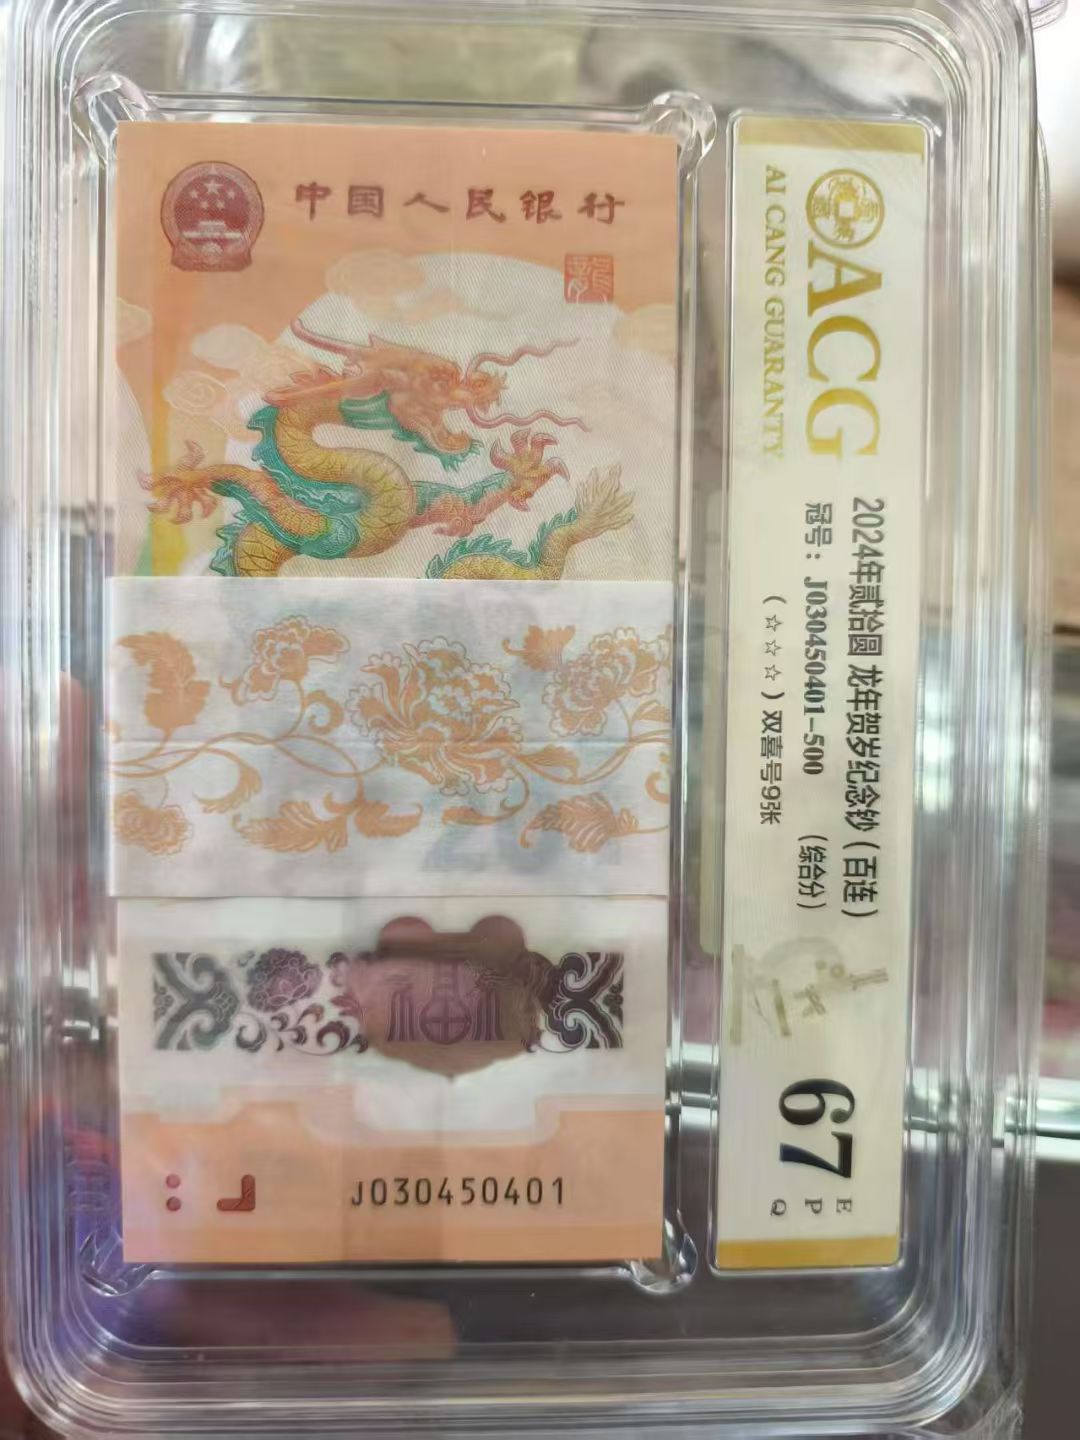 中国人民银行
龍
J030450401
ACG
AI CANG GUARANTY
2024年贰拾圆 龙年贺岁纪念钞（百连）
冠号：J030450401-500 （综合分）
（☆☆☆）双喜号9张
67
EPQ